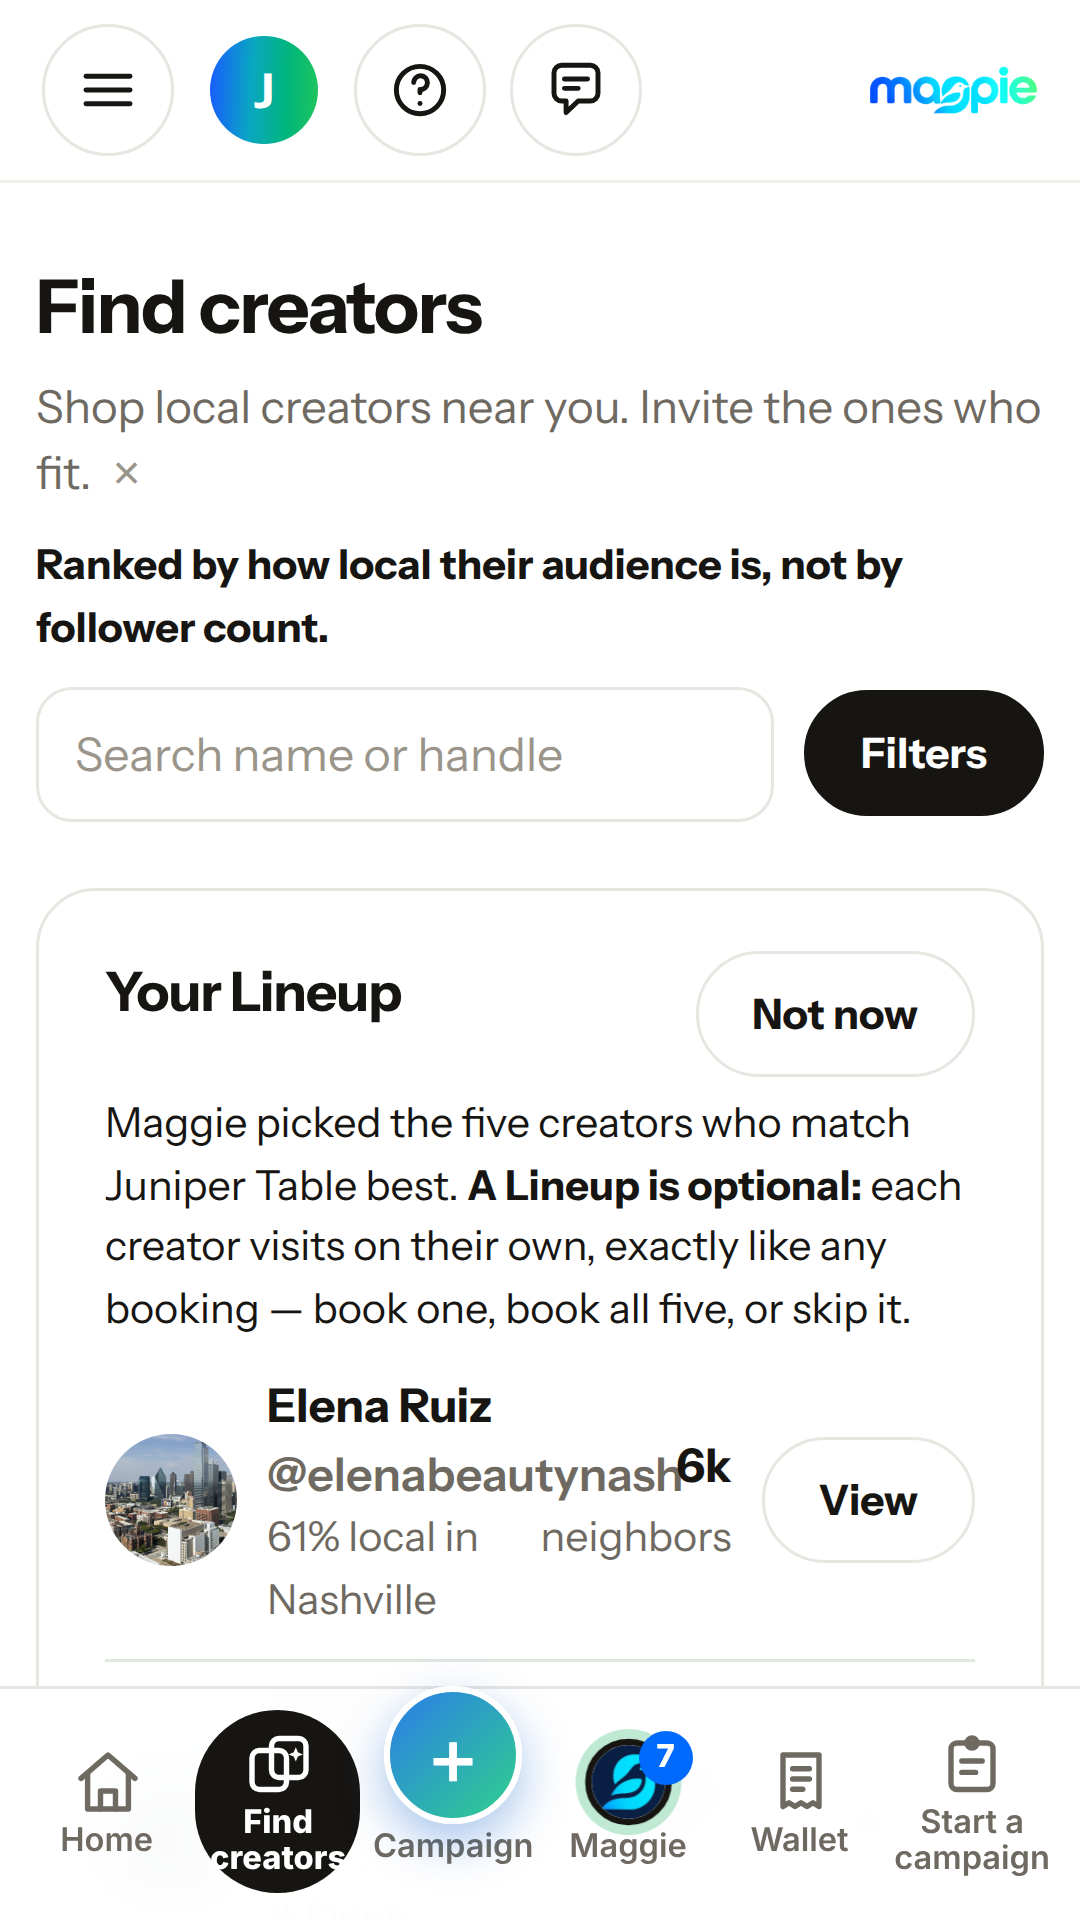 J
magpie
Find creators
Shop local creators near you. Invite the ones who
fit. ×
Ranked by how local their audience is, not by
follower count.
Search name or handle
Filters
Your Lineup
Not now
Maggie picked the five creators who match
Juniper Table best. A Lineup is optional: each
creator visits on their own, exactly like any
booking — book one, book all five, or skip it.
Elena Ruiz
@elenabeautynash
6k
61% local in
neighbors
Nashville
View
7
Home
Find
creators
Campaign
Maggie
Wallet
Start a
campaign